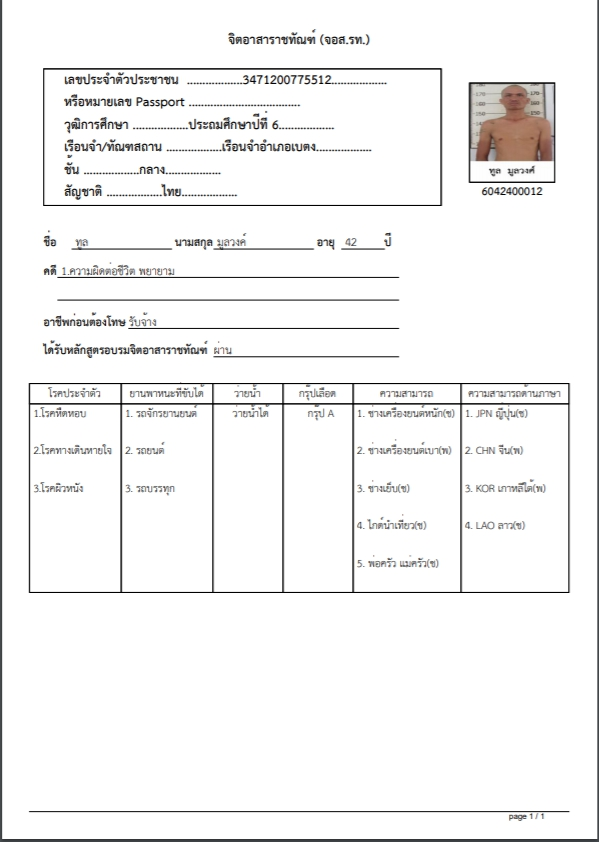 จิตอาสาราชทัณฑ์ (จอส.รท.)
เลขประจำตัวประชาชน ..................3471200775512..................
หรือหมายเลข Passport ....................................
วุฒิการศึกษา ..................ประถมศึกษาปีที่ 6..................
เรือนจำ/ทัณฑสถาน ..................เรือนจำอำเภอเบตง..................
ชั้น ..................กลาง..................
สัญชาติ ..................ไทย..................
ทูล มูลวงค์
6042400012
ชื่อ ทูล นามสกุล มูลวงค์ อายุ 42 ปี
คดี 1.ความผิดต่อชีวิต พยายาม
อาชีพก่อนต้องโทษ รับจ้าง
ได้รับหลักสูตรอบรมจิตอาสาราชทัณฑ์ ผ่าน
โรคประจำตัว ยานพาหนะที่ขับได้ ว่ายน้ำ กรุ๊ปเลือด ความสามารถ ความสามารถด้านภาษา
1.โรคหืดหอบ 1. รถจักรยานยนต์ ว่ายน้ำได้ กรุ๊ป A 1. ช่างเครื่องยนต์หนัก(ช) 1. JPN ญี่ปุ่น(ช)
2.โรคทางเดินหายใจ 2. รถยนต์ 2. ช่างเครื่องยนต์เบา(พ) 2. CHN จีน(พ)
3.โรคผิวหนัง 3. รถบรรทุก 3. ช่างเย็บ(ช) 3. KOR เกาหลีใต้(พ)
4. ไกด์นำเที่ยว(ช) 4. LAO ลาว(ช)
5. พ่อครัว แม่ครัว(ช)
page 1 / 1